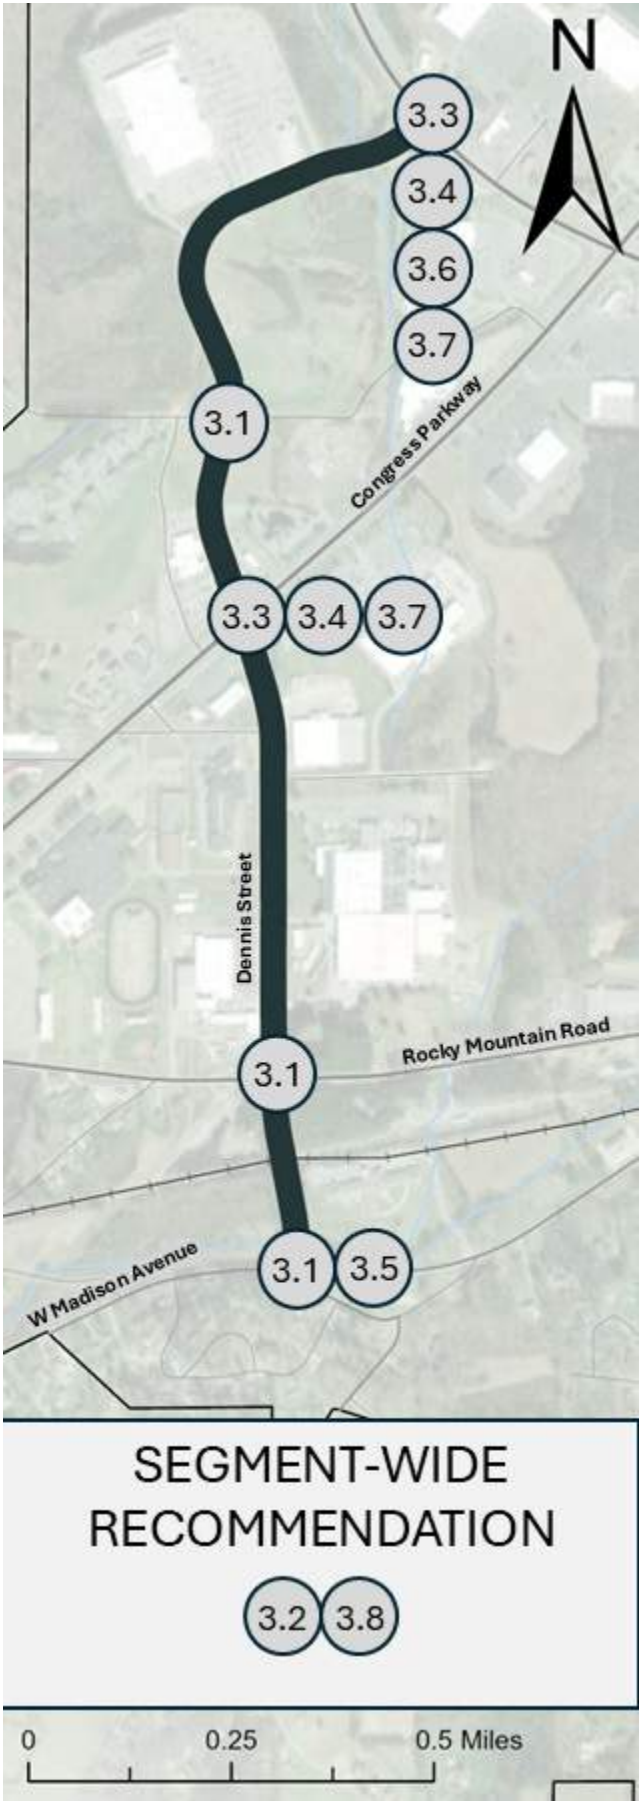 N
3.3
3.4
3.6
3.7
Congress Parkway
3.1
3.3 3.4 3.7
Dennis Street
Rocky Mountain Road
3.1
W Madison Avenue
3.1 3.5
SEGMENT-WIDE
RECOMMENDATION
3.2 3.8
0 0.25 0.5 Miles